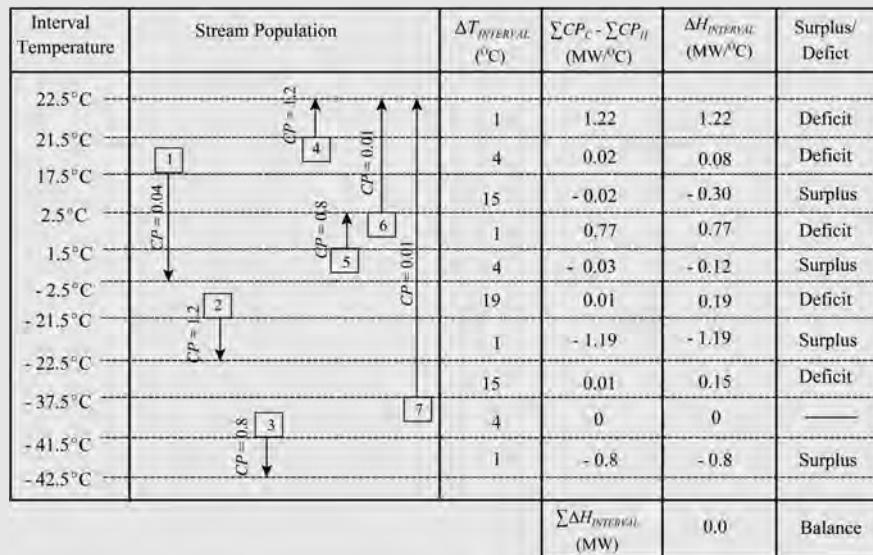 Interval Temperature Stream Population ΔT_INTERVAL (°C) ∑CP_C - ∑CP_H (MW/°C) ΔH_INTERVAL (MW/°C) Surplus/ Defict
22.5°C
CP = 1.2
1 1.22 1.22 Deficit
21.5°C
1 4 CP = 0.01
4 0.02 0.08 Deficit
17.5°C
CP = 0.04
15 - 0.02 - 0.30 Surplus
2.5°C
CP = 0.8 6
1 0.77 0.77 Deficit
1.5°C
5 CP = 0.01
4 - 0.03 - 0.12 Surplus
- 2.5°C
2
19 0.01 0.19 Deficit
- 21.5°C
CP = 1.2
1 - 1.19 - 1.19 Surplus
- 22.5°C
15 0.01 0.15 Deficit
- 37.5°C
7
4 0 0 ——
3
- 41.5°C
CP = 0.8
1 - 0.8 - 0.8 Surplus
- 42.5°C
∑ΔH_INTERVAL (MW) 0.0 Balance